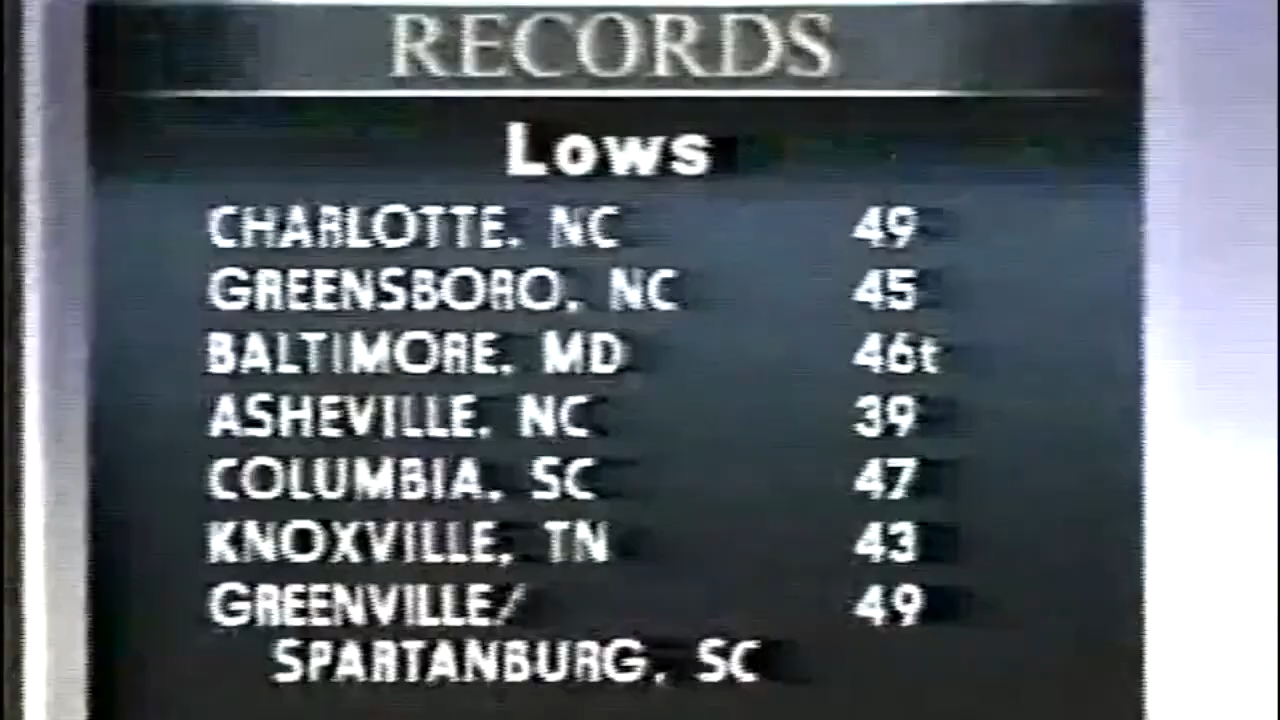 RECORDS
Lows
CHARLOTTE, NC 49
GREENSBORO, NC 45
BALTIMORE, MD 46t
ASHEVILLE, NC 39
COLUMBIA, SC 47
KNOXVILLE, TN 43
GREENVILLE/ 49
SPARTANBURG, SC